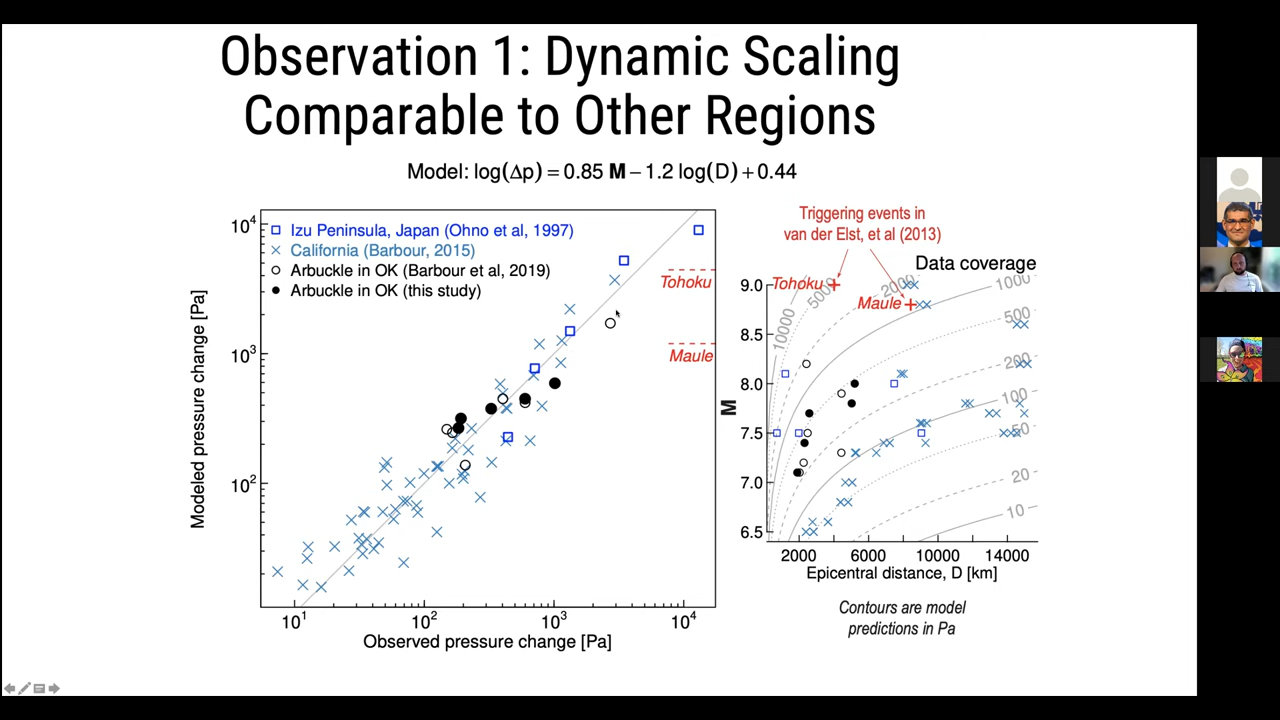 Observation 1: Dynamic Scaling
Comparable to Other Regions
Model: log(Δp) = 0.85 M − 1.2 log(D) + 0.44
10⁴
10³
10²
Modeled pressure change [Pa]
Izu Peninsula, Japan (Ohno et al, 1997)
California (Barbour, 2015)
Arbuckle in OK (Barbour et al, 2019)
Arbuckle in OK (this study)
Tohoku
Maule
10¹ 10² 10³ 10⁴
Observed pressure change [Pa]
Triggering events in
van der Elst, et al (2013)
Data coverage
Tohoku
Maule
10000
5000
2000
1000
500
200
100
50
20
10
9.0
8.5
8.0
7.5
7.0
6.5
M
2000 6000 10000 14000
Epicentral distance, D [km]
Contours are model
predictions in Pa